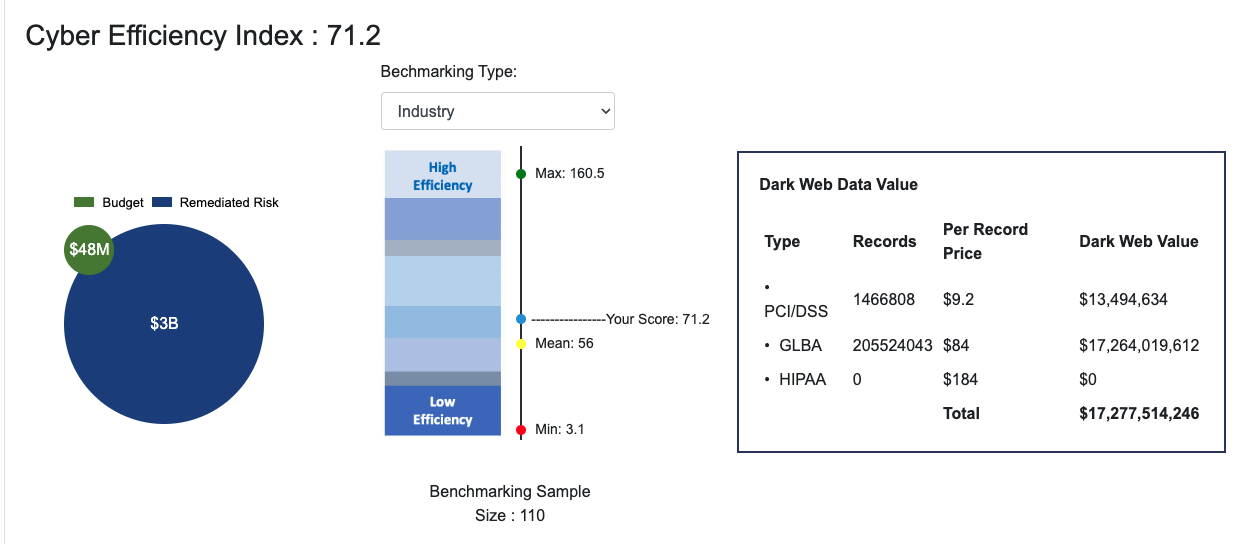 Cyber Efficiency Index : 71.2
Bechmarking Type:
Industry
Budget Remediated Risk
$48M
$3B
High
Efficiency
Low
Efficiency
Max: 160.5
----------------Your Score: 71.2
Mean: 56
Min: 3.1
Benchmarking Sample
Size : 110
Dark Web Data Value
Type Records Per Record Price Dark Web Value
• PCI/DSS 1466808 $9.2 $13,494,634
• GLBA 205524043 $84 $17,264,019,612
• HIPAA 0 $184 $0
Total $17,277,514,246